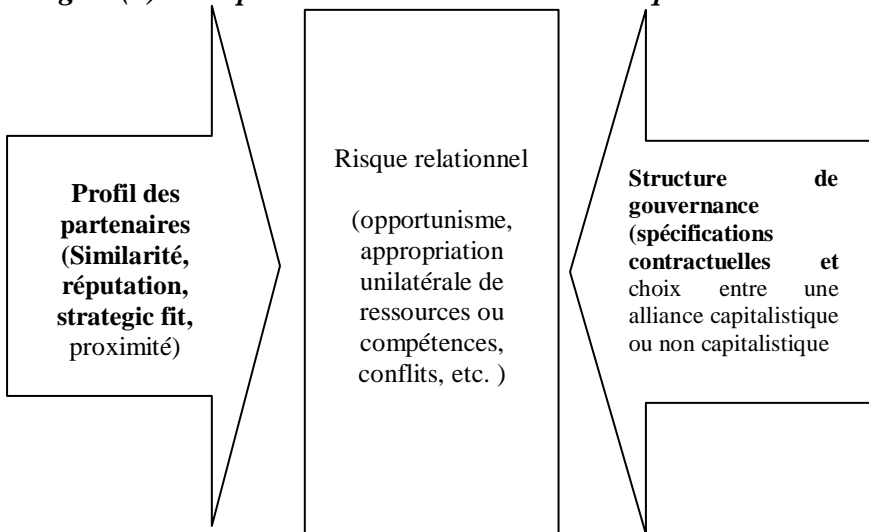 Profil des
partenaires
(Similarité,
réputation,
strategic fit,
proximité)
Risque relationnel
(opportunisme,
appropriation
unilatérale de
ressources ou
compétences,
conflits, etc. )
Structure de
gouvernance
(spécifications
contractuelles et
choix entre une
alliance capitalistique
ou non capitalistique